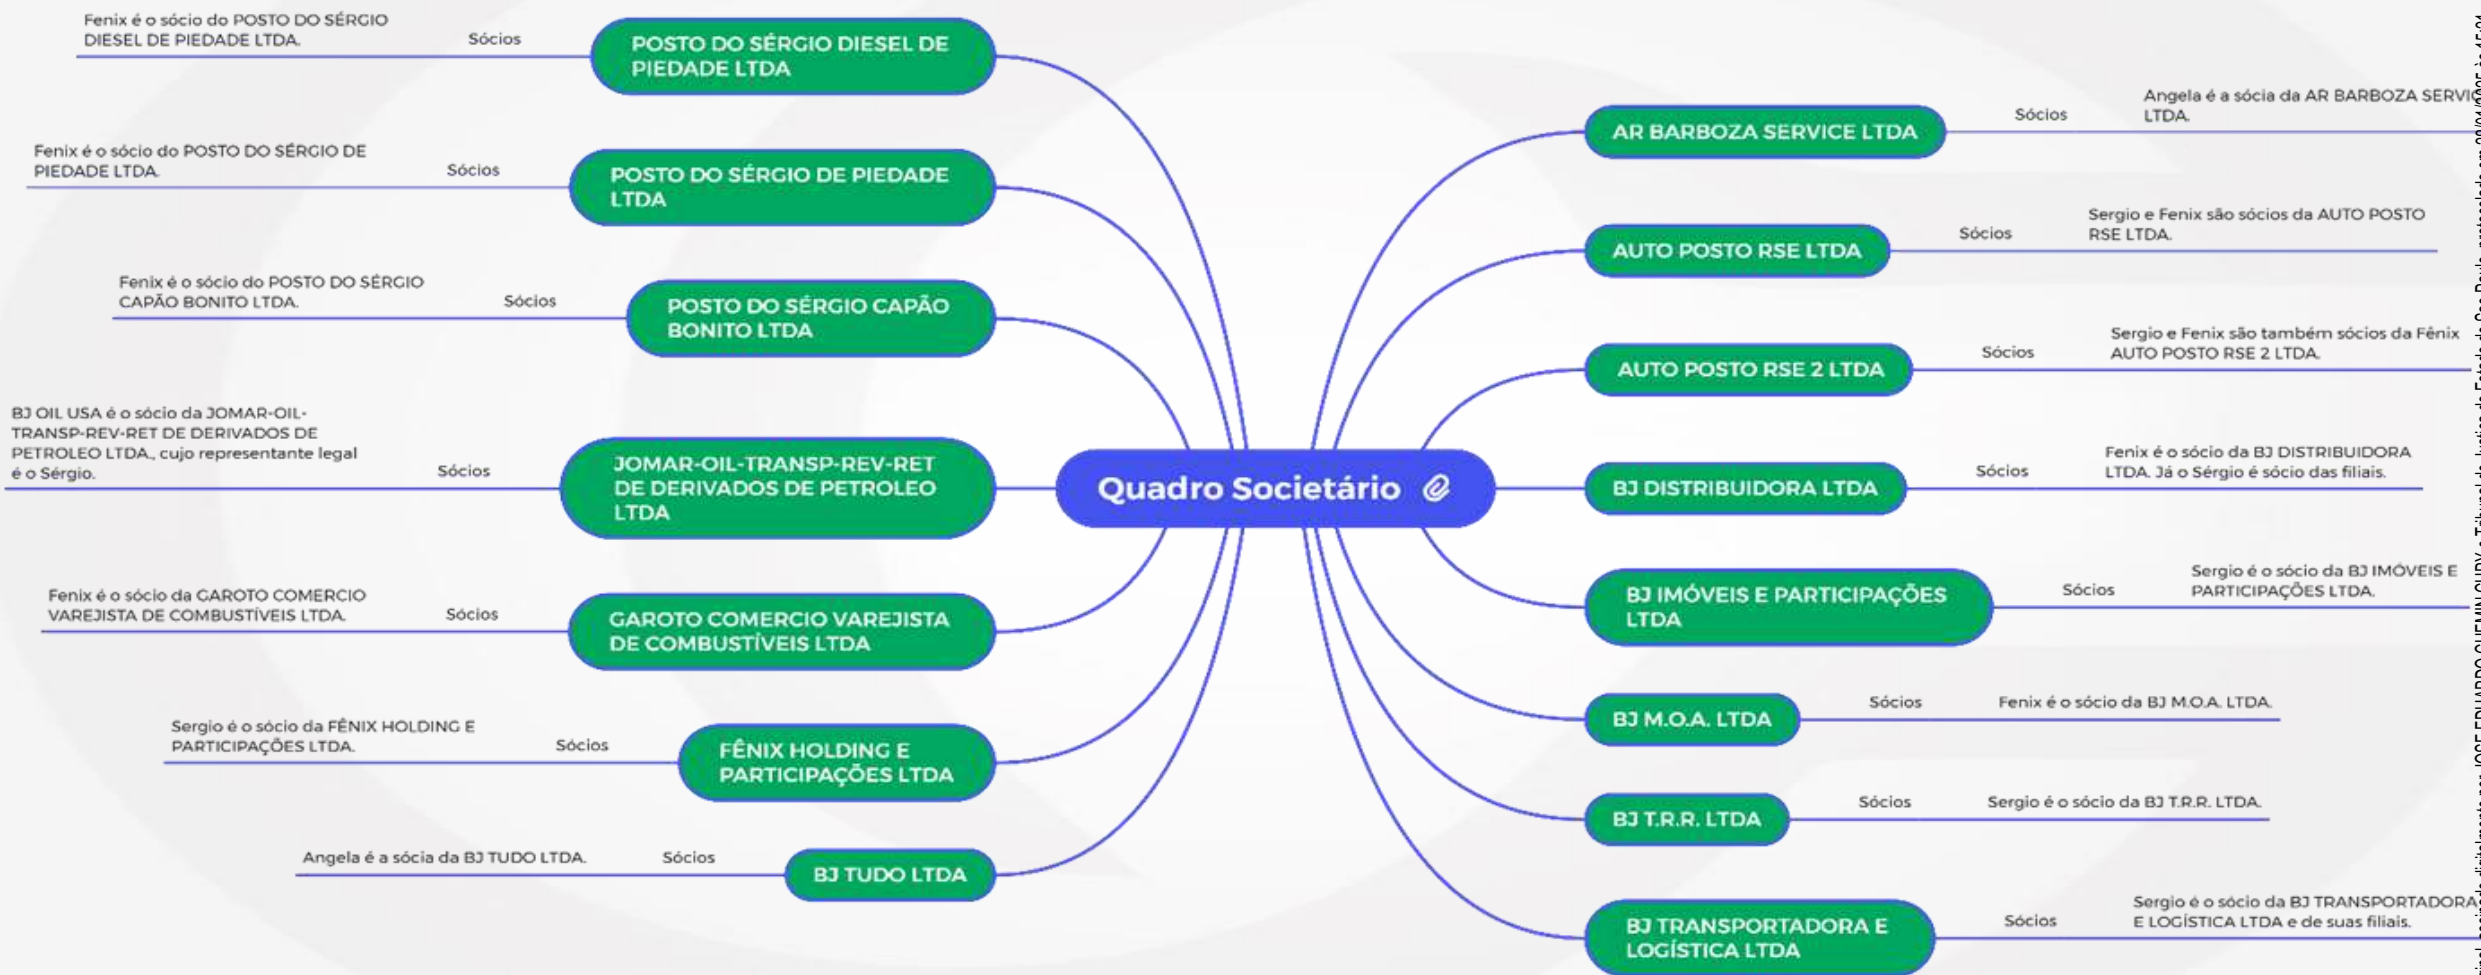 Fenix é o sócio do POSTO DO SÉRGIO
DIESEL DE PIEDADE LTDA.
Sócios
POSTO DO SÉRGIO DIESEL DE
PIEDADE LTDA
Fenix é o sócio do POSTO DO SÉRGIO DE
PIEDADE LTDA.
Sócios
POSTO DO SÉRGIO DE PIEDADE
LTDA
Fenix é o sócio do POSTO DO SÉRGIO
CAPÃO BONITO LTDA.
Sócios
POSTO DO SÉRGIO CAPÃO
BONITO LTDA
BJ OIL USA é o sócio da JOMAR-OIL-
TRANSP-REV-RET DE DERIVADOS DE
PETROLEO LTDA., cujo representante legal
é o Sérgio.
Sócios
JOMAR-OIL-TRANSP-REV-RET
DE DERIVADOS DE PETROLEO
LTDA
Fenix é o sócio da GAROTO COMERCIO
VAREJISTA DE COMBUSTÍVEIS LTDA.
Sócios
GAROTO COMERCIO VAREJISTA
DE COMBUSTÍVEIS LTDA
Sergio é o sócio da FÊNIX HOLDING E
PARTICIPAÇÕES LTDA.
Sócios
FÊNIX HOLDING E
PARTICIPAÇÕES LTDA
Angela é a sócia da BJ TUDO LTDA.
Sócios
BJ TUDO LTDA
Quadro Societário
AR BARBOZA SERVICE LTDA
Sócios
Angela é a sócia da AR BARBOZA
LTDA.
AUTO POSTO RSE LTDA
Sócios
Sergio e Fenix são sócios da AUTO POSTO
RSE LTDA.
AUTO POSTO RSE 2 LTDA
Sócios
Sergio e Fenix são também sócios da Fênix
AUTO POSTO RSE 2 LTDA.
BJ DISTRIBUIDORA LTDA
Sócios
Fenix é o sócio da BJ DISTRIBUIDORA
LTDA. Já o Sérgio é sócio das filiais.
BJ IMÓVEIS E PARTICIPAÇÕES
LTDA
Sócios
Sergio é o sócio da BJ IMÓVEIS E
PARTICIPAÇÕES LTDA.
BJ M.O.A. LTDA
Sócios
Fenix é o sócio da BJ M.O.A. LTDA.
BJ T.R.R. LTDA
Sócios
Sergio é o sócio da BJ T.R.R. LTDA.
BJ TRANSPORTADORA E
LOGÍSTICA LTDA
Sócios
Sergio é o sócio da BJ TRANSPORTADORA
E LOGÍSTICA LTDA e de suas filiais.